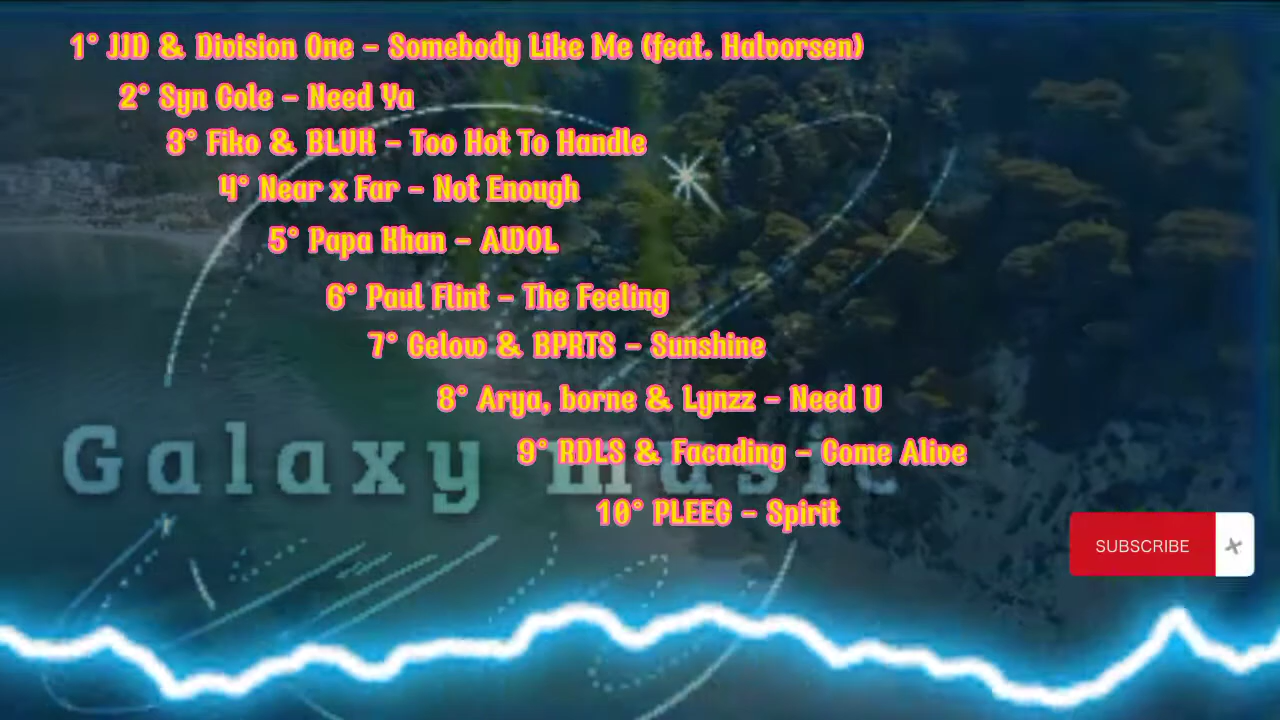 1° JJD & Division One - Somebody Like Me (feat. Halvorsen)
2° Syn Cole - Need Ya
3° Fiko & BLUK - Too Hot To Handle
4° Near x Far - Not Enough
5° Papa Khan - AWOL
6° Paul Flint - The Feeling
7° Gelow & BPRTS - Sunshine
8° Arya, borne & Lynzz - Need U
Galaxy music
9° RDLS & Facading - Come Alive
10° PLEEG - Spirit
SUBSCRIBE